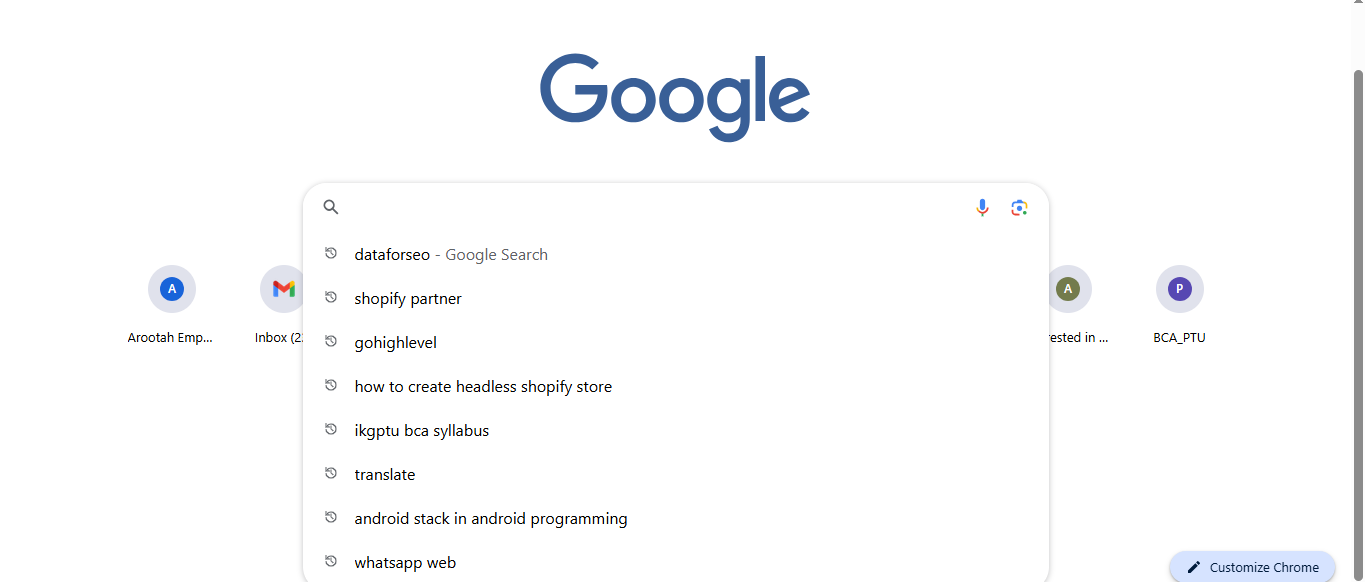 Google
dataforseo - Google Search
shopify partner
gohighlevel
how to create headless shopify store
ikgptu bca syllabus
translate
android stack in android programming
whatsapp web
A
Arootah Emp...
Inbox (2
A
rested in ...
P
BCA_PTU
Customize Chrome